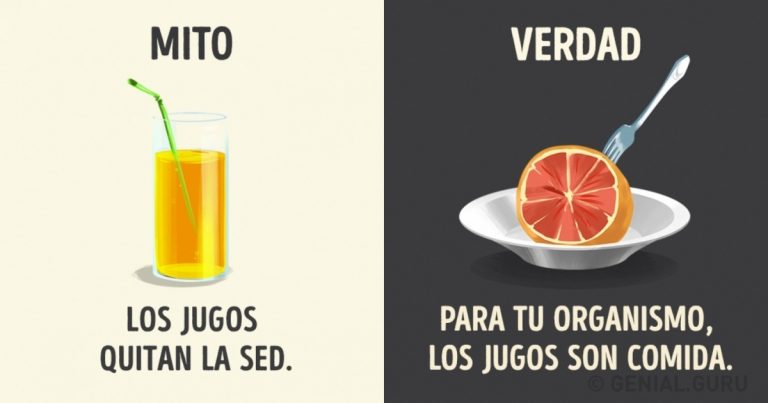 MITO
LOS JUGOS
QUITAN LA SED.
VERDAD
PARA TU ORGANISMO,
LOS JUGOS SON COMIDA.
© GENIAL.GURU